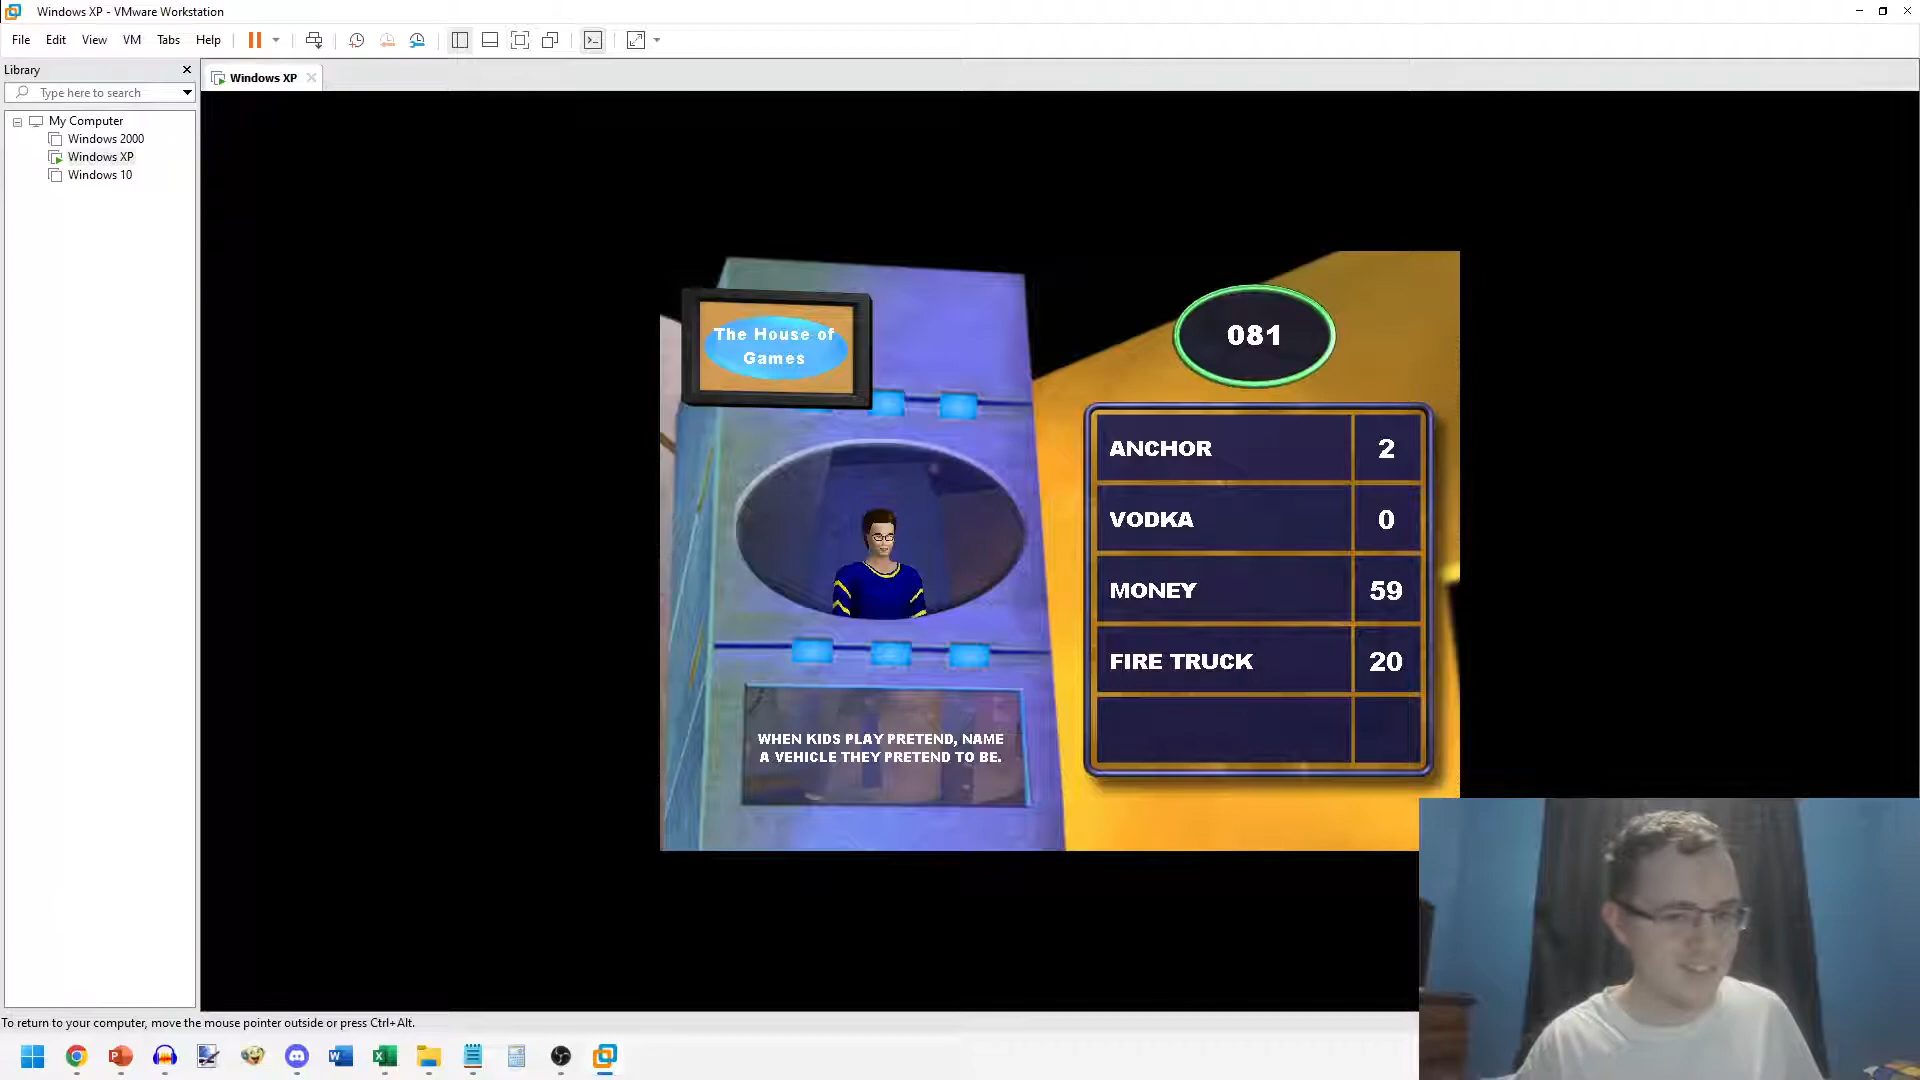 Windows XP - VMware Workstation
File Edit View VM Tabs Help
Library
Windows XP
Type here to search
My Computer
Windows 2000
Windows XP
Windows 10
The House of
Games
081
ANCHOR 2
VODKA 0
MONEY 59
FIRE TRUCK 20
WHEN KIDS PLAY PRETEND, NAME
A VEHICLE THEY PRETEND TO BE.
To return to your computer, move the mouse pointer outside or press Ctrl+Alt.